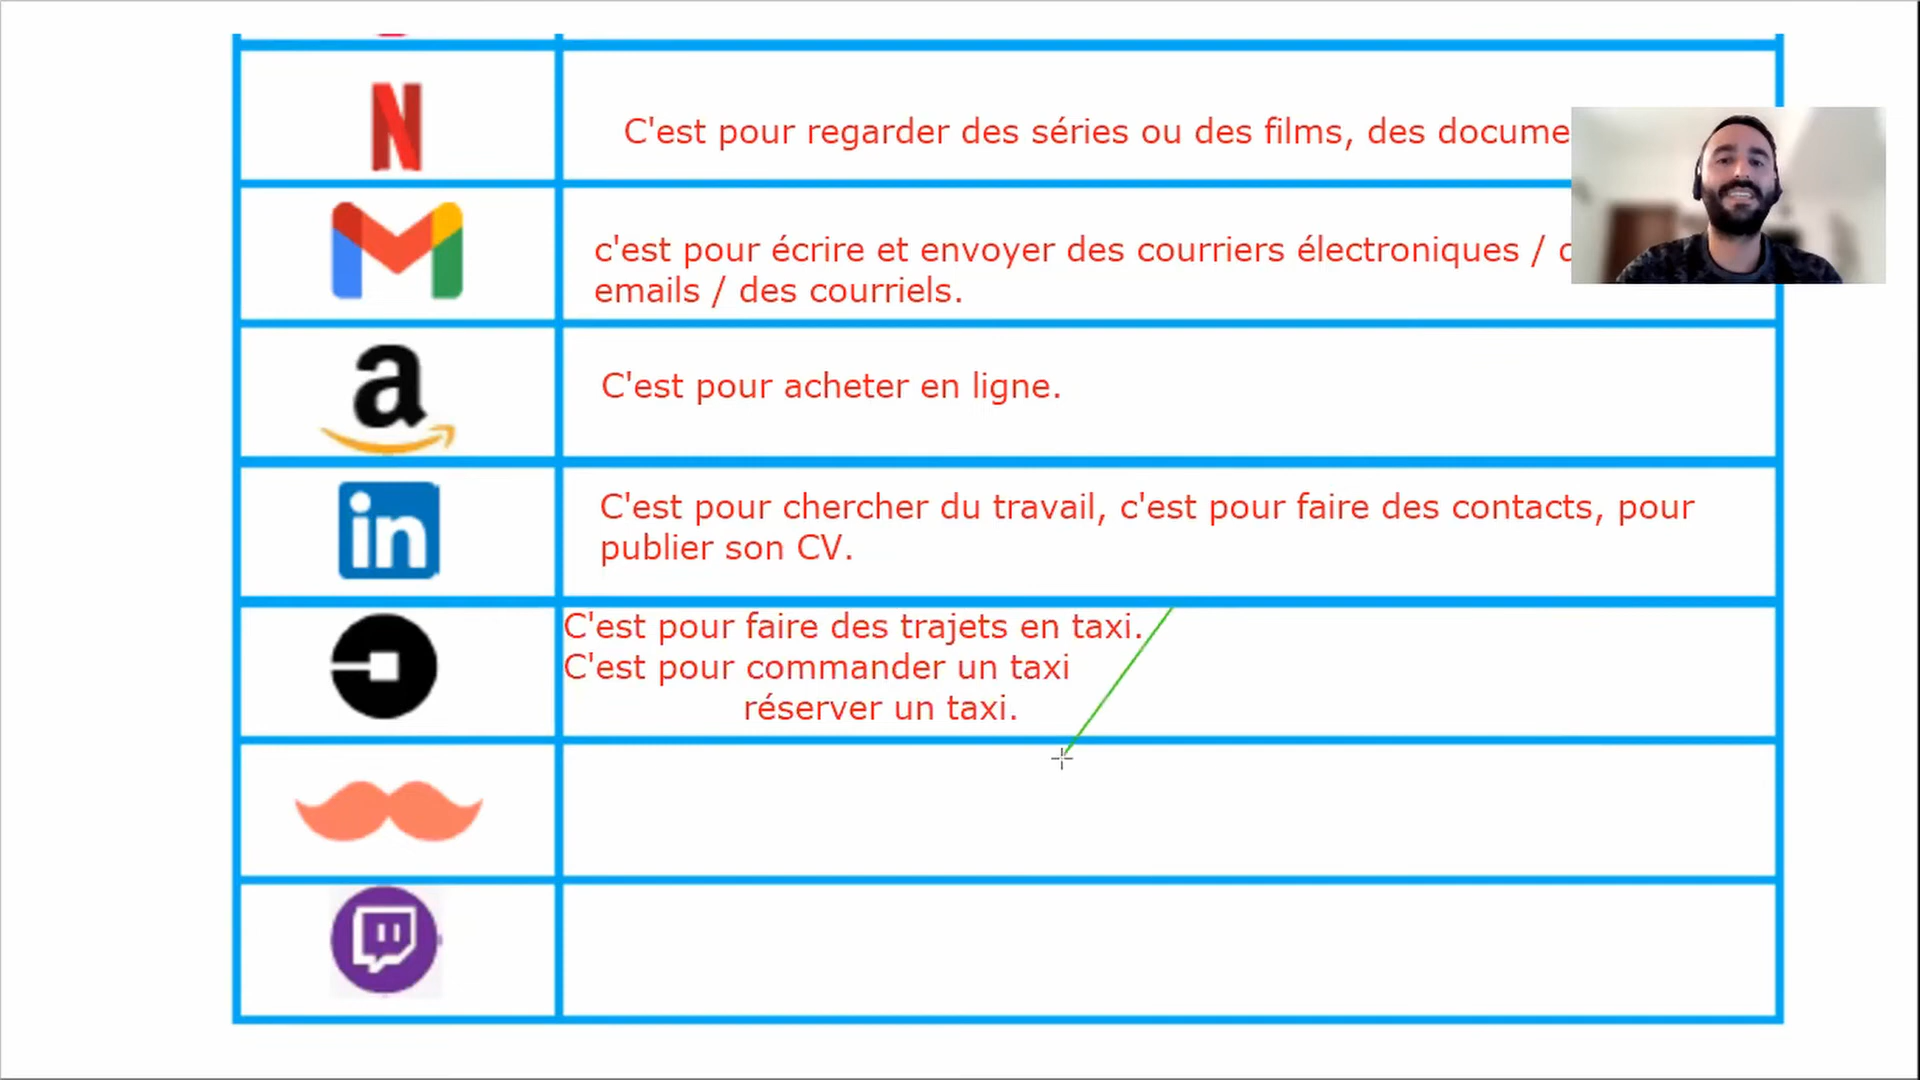 N
C'est pour regarder des séries ou des films, des docume
c'est pour écrire et envoyer des courriers électroniques /
emails / des courriels.
a
C'est pour acheter en ligne.
in
C'est pour chercher du travail, c'est pour faire des contacts, pour
publier son CV.
C'est pour faire des trajets en taxi.
C'est pour commander un taxi
réserver un taxi.